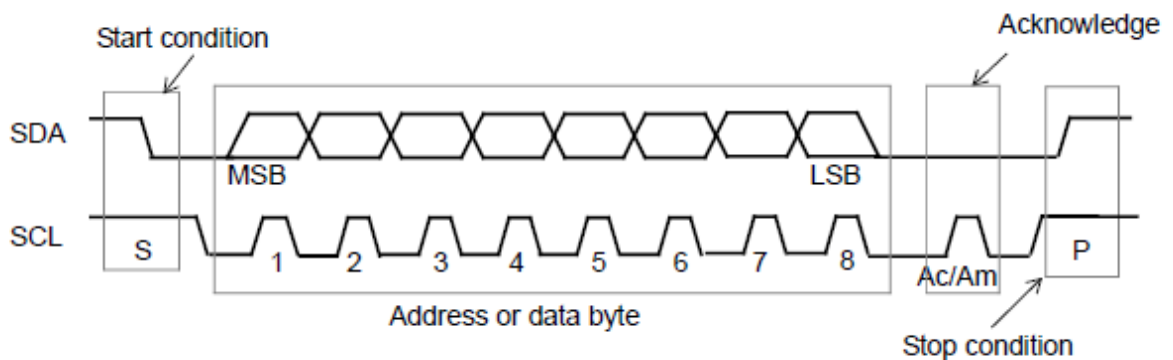 Start condition
Acknowledge
SDA
MSB
LSB
SCL
S
1 2 3 4 5 6 7 8
Ac/Am
P
Address or data byte
Stop condition